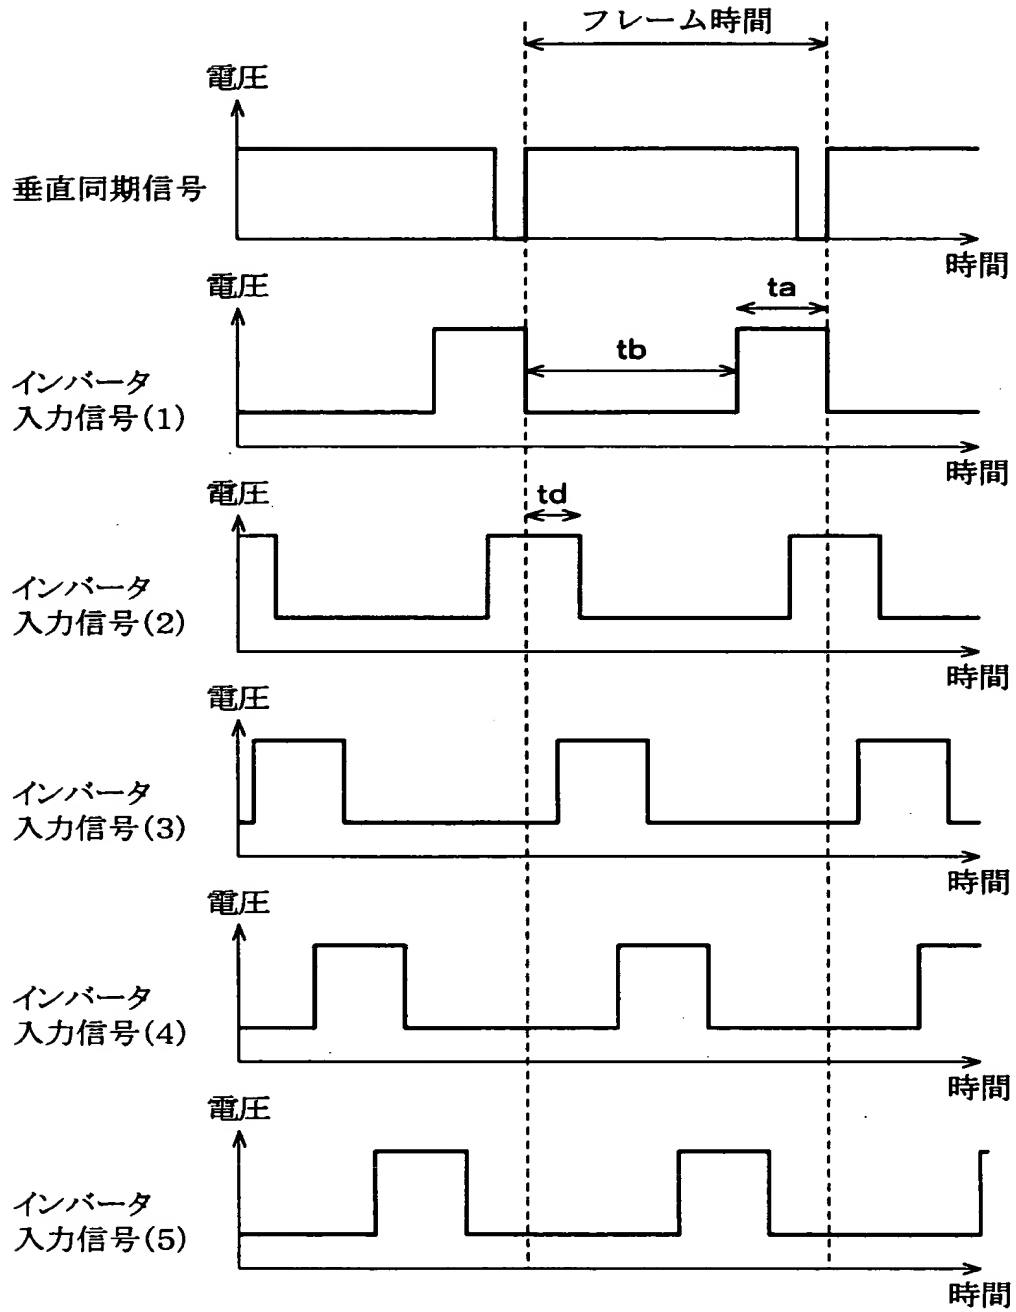 フレーム時間
電圧
垂直同期信号
時間
電圧
ta
tb
インバータ
入力信号(1)
時間
電圧
td
インバータ
入力信号(2)
時間
電圧
インバータ
入力信号(3)
時間
電圧
インバータ
入力信号(4)
時間
電圧
インバータ
入力信号(5)
時間